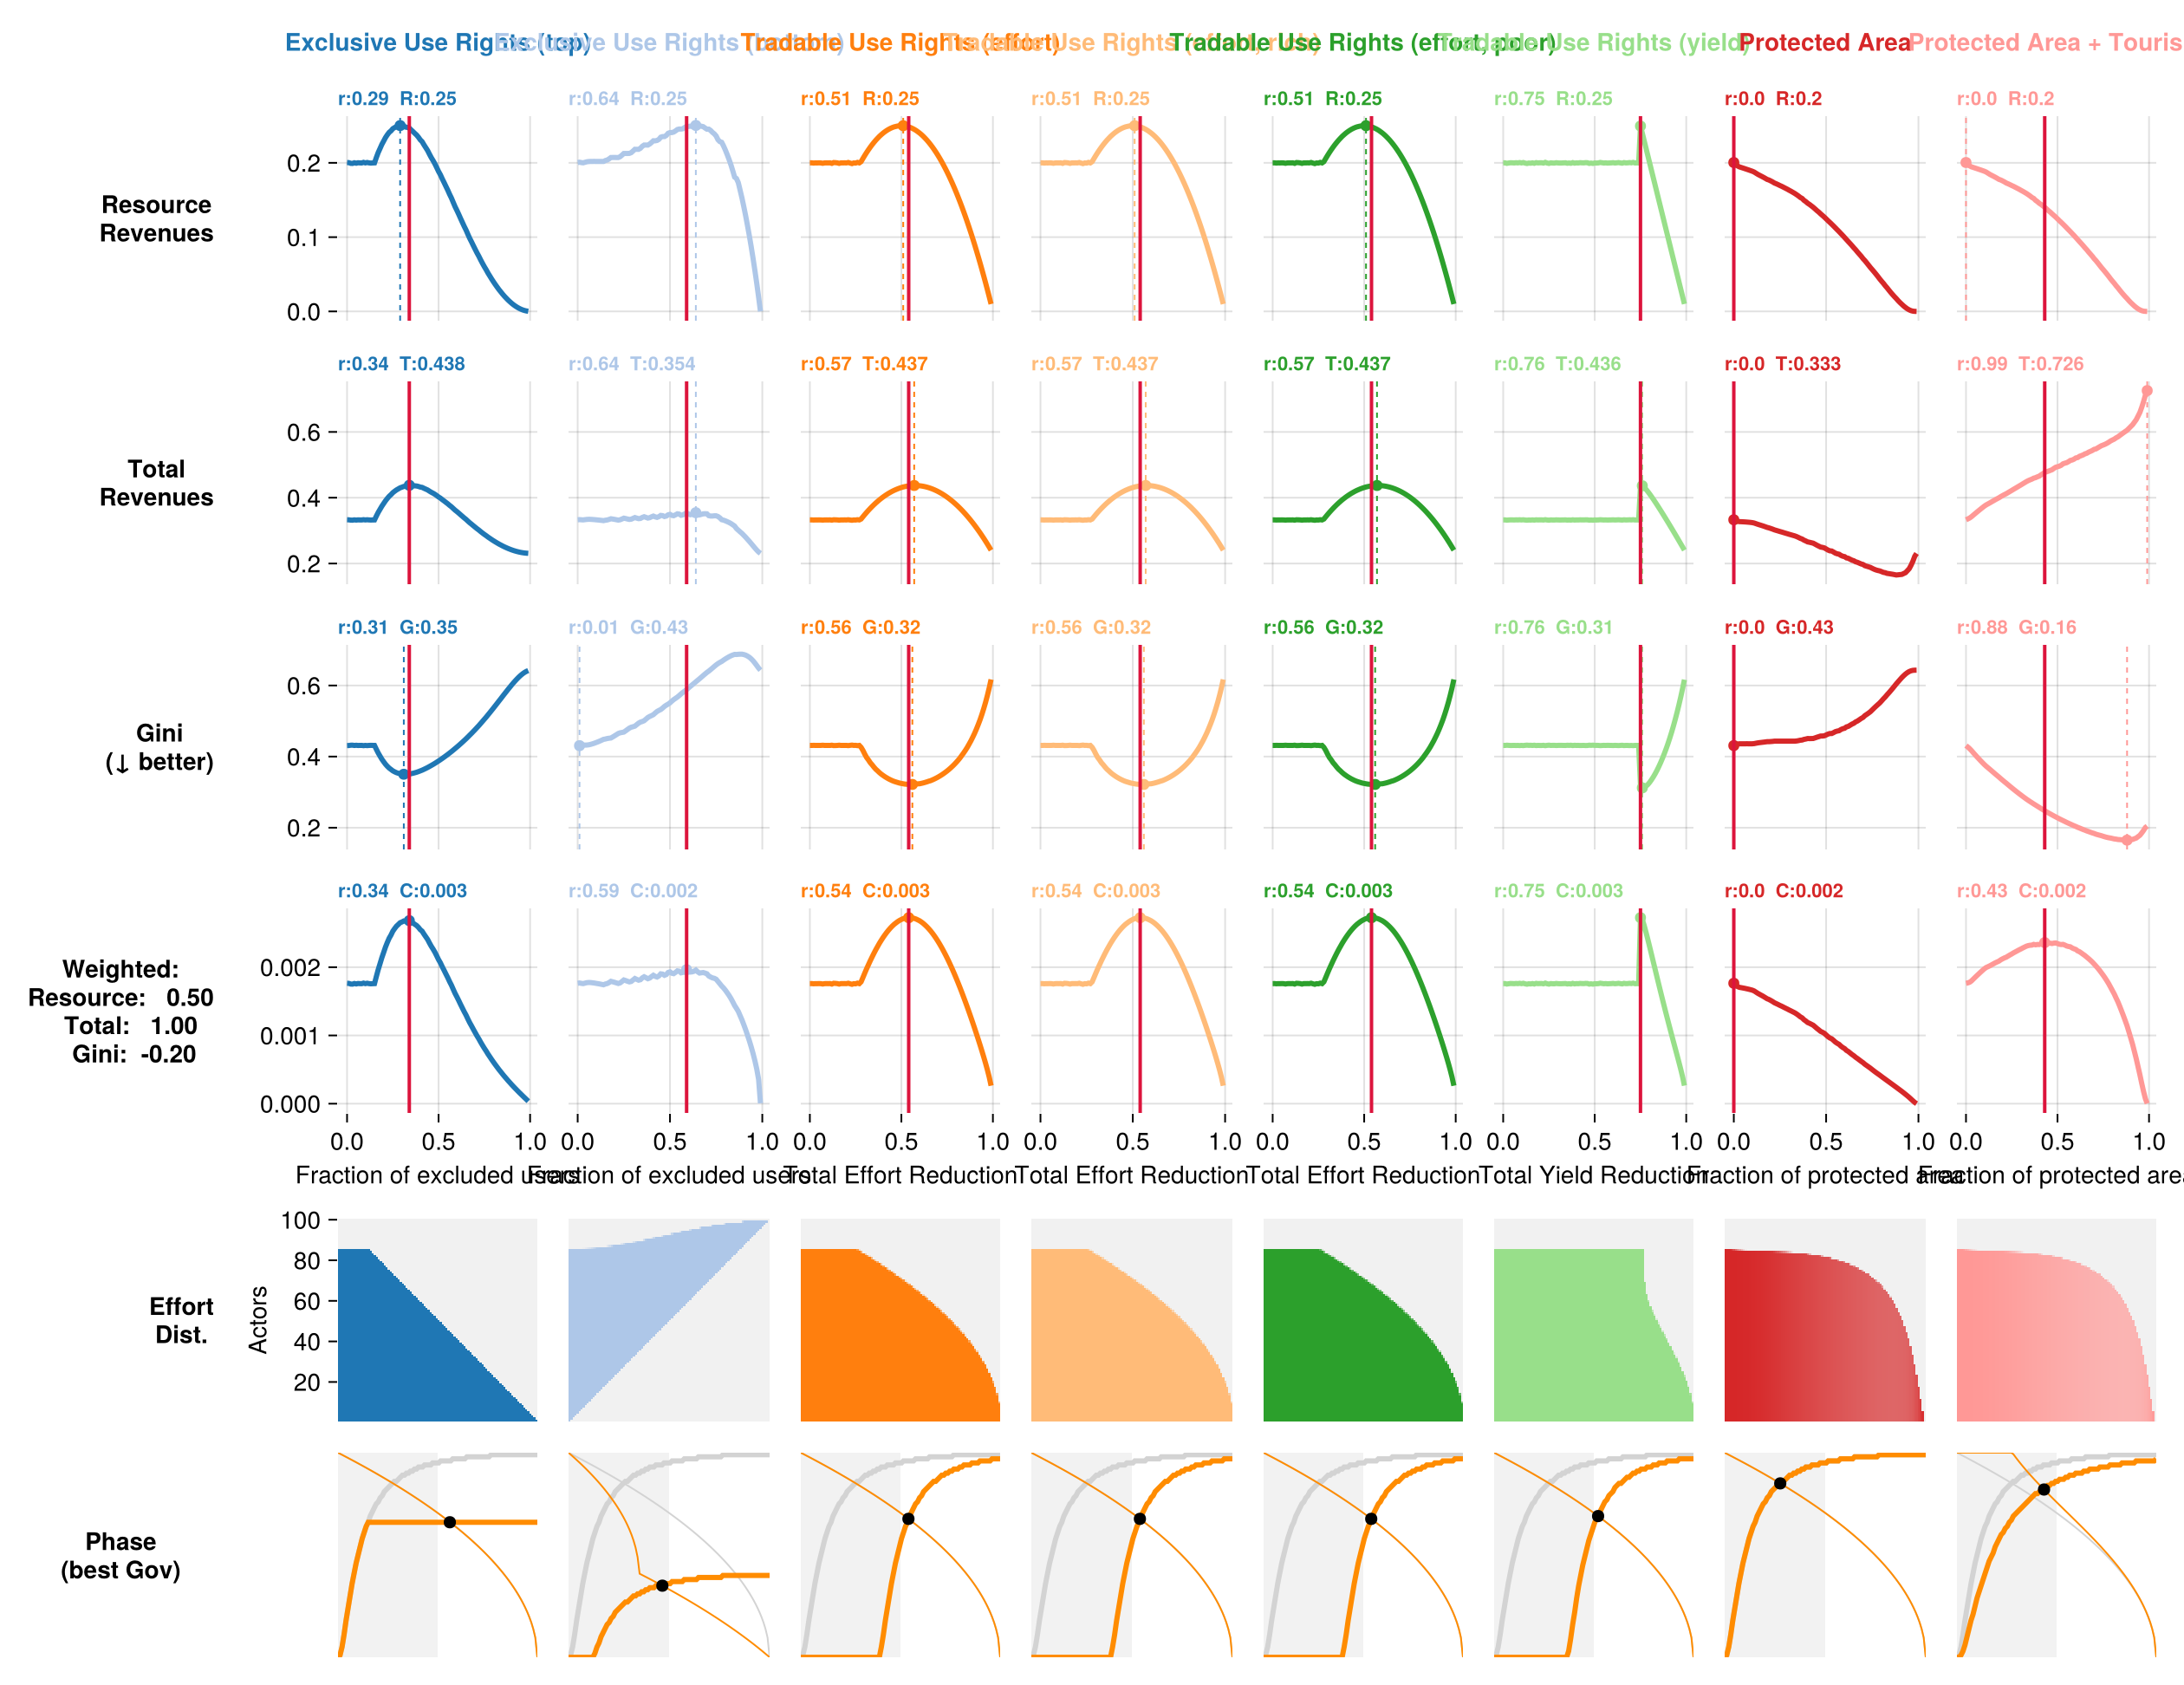 Exclusive Use Rights (top)
Exclusive Use Rights (bottom)
Tradable Use Rights (effort)
Use Rights
Tradable Use Rights (effort, poor)
Use Rights (yield)
Protected Area
Protected Area + Touris
r:0.29 R:0.25
r:0.64 R:0.25
r:0.51 R:0.25
r:0.51 R:0.25
r:0.51 R:0.25
r:0.75 R:0.25
r:0.0 R:0.2
r:0.0 R:0.2
Resource
Revenues
0.2
0.1
0.0
r:0.34 T:0.438
r:0.64 T:0.354
r:0.57 T:0.437
r:0.57 T:0.437
r:0.57 T:0.437
r:0.76 T:0.436
r:0.0 T:0.333
r:0.99 T:0.726
Total
Revenues
0.6
0.4
0.2
r:0.31 G:0.35
r:0.01 G:0.43
r:0.56 G:0.32
r:0.56 G:0.32
r:0.56 G:0.32
r:0.76 G:0.31
r:0.0 G:0.43
r:0.88 G:0.16
Gini
(↓ better)
0.6
0.4
0.2
r:0.34 C:0.003
r:0.59 C:0.002
r:0.54 C:0.003
r:0.54 C:0.003
r:0.54 C:0.003
r:0.75 C:0.003
r:0.0 C:0.002
r:0.43 C:0.002
Weighted:
Resource: 0.50
Total: 1.00
Gini: -0.20
0.002
0.001
0.000
0.0 0.5 1.0
0.0 0.5 1.0
0.0 0.5 1.0
0.0 0.5 1.0
0.0 0.5 1.0
0.0 0.5 1.0
0.0 0.5 1.0
0.0 0.5 1.0
Fraction of excluded users
Fraction of excluded users
Total Effort Reduction
Total Effort Reduction
Total Effort Reduction
Total Yield Reduction
Fraction of protected area
Fraction of protected are
Effort
Dist.
Actors
100
80
60
40
20
Phase
(best Gov)